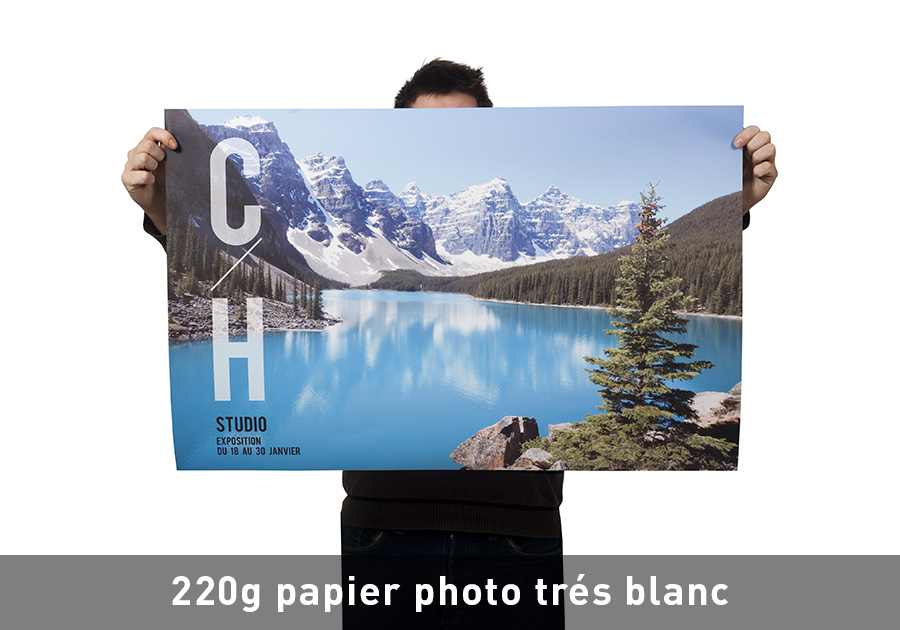 C
/
H
STUDIO
EXPOSITION
DU 18 AU 30 JANVIER
220g papier photo trés blanc